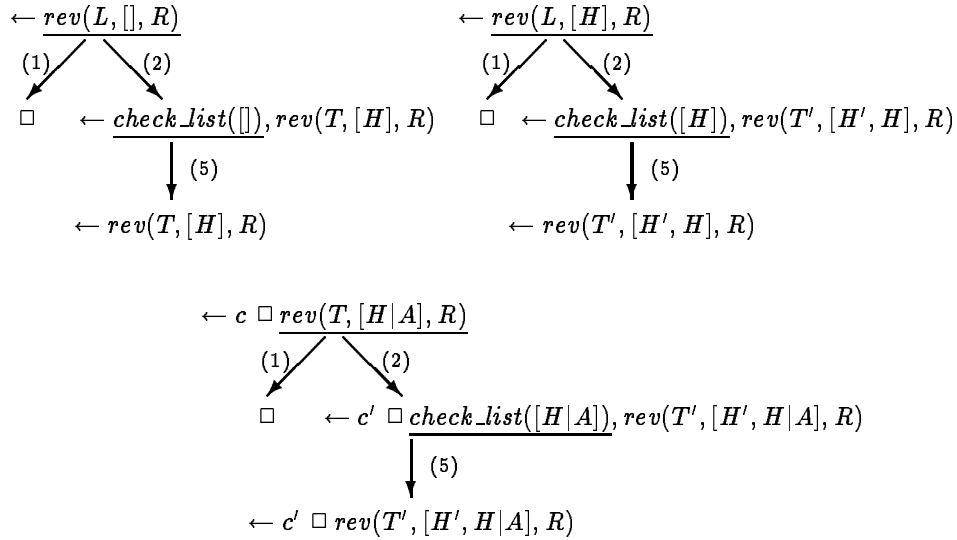 ← rev(L, [], R) ← rev(L, [H], R)
(1) (2) (1) (2)
□ ← check_list([]), rev(T, [H], R) □ ← check_list([H]), rev(T′, [H′, H], R)
(5) (5)
← rev(T, [H], R) ← rev(T′, [H′, H], R)
← c □ rev(T, [H|A], R)
(1) (2)
□ ← c′ □ check_list([H|A]), rev(T′, [H′, H|A], R)
(5)
← c′ □ rev(T′, [H′, H|A], R)